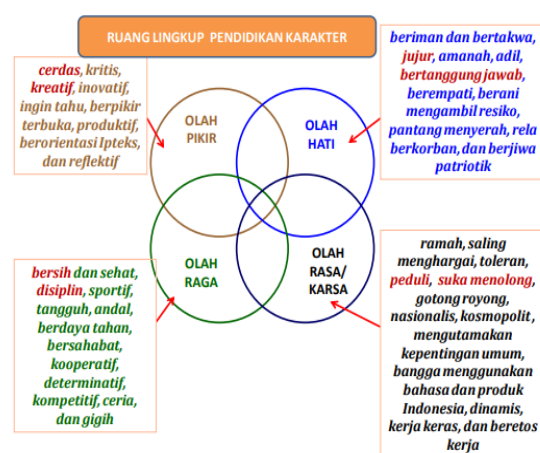 RUANG LINGKUP PENDIDIKAN KARAKTER
cerdas, kritis,
kreatif, inovatif,
ingin tahu, berpikir
terbuka, produktif,
berorientasi Ipteks,
dan reflektif
beriman dan bertakwa,
jujur, amanah, adil,
bertanggung jawab,
berempati, berani
mengambil resiko,
pantang menyerah, rela
berkorban, dan berjiwa
patriotik
OLAH
PIKIR
OLAH
HATI
OLAH
RAGA
OLAH
RASA/
KARSA
bersih dan sehat,
disiplin, sportif,
tangguh, andal,
berdaya tahan,
bersahabat,
kooperatif,
determinatif,
kompetitif, ceria,
dan gigih
ramah, saling
menghargai, toleran,
peduli, suka menolong,
gotong royong,
nasionalis, kosmopolit ,
mengutamakan
kepentingan umum,
bangga menggunakan
bahasa dan produk
Indonesia, dinamis,
kerja keras, dan beretos
kerja